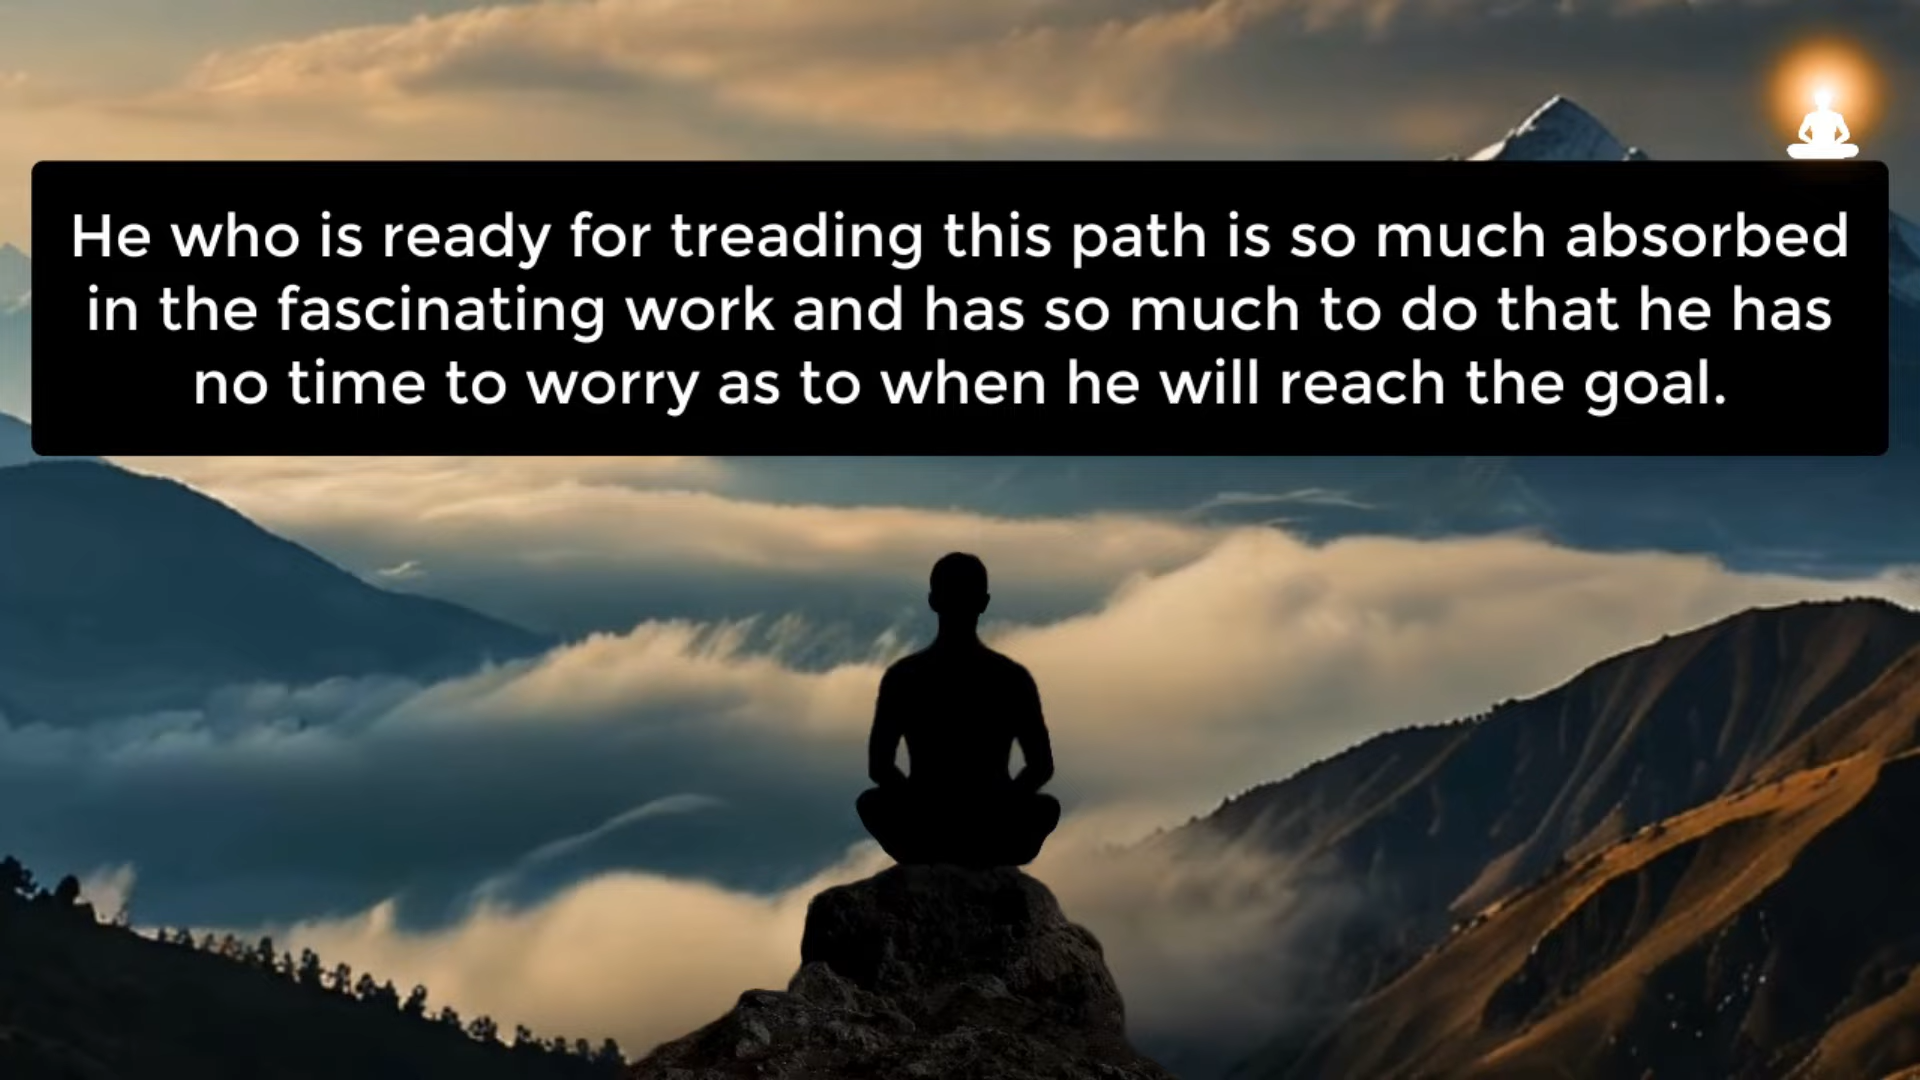 He who is ready for treading this path is so much absorbed
in the fascinating work and has so much to do that he has
no time to worry as to when he will reach the goal.